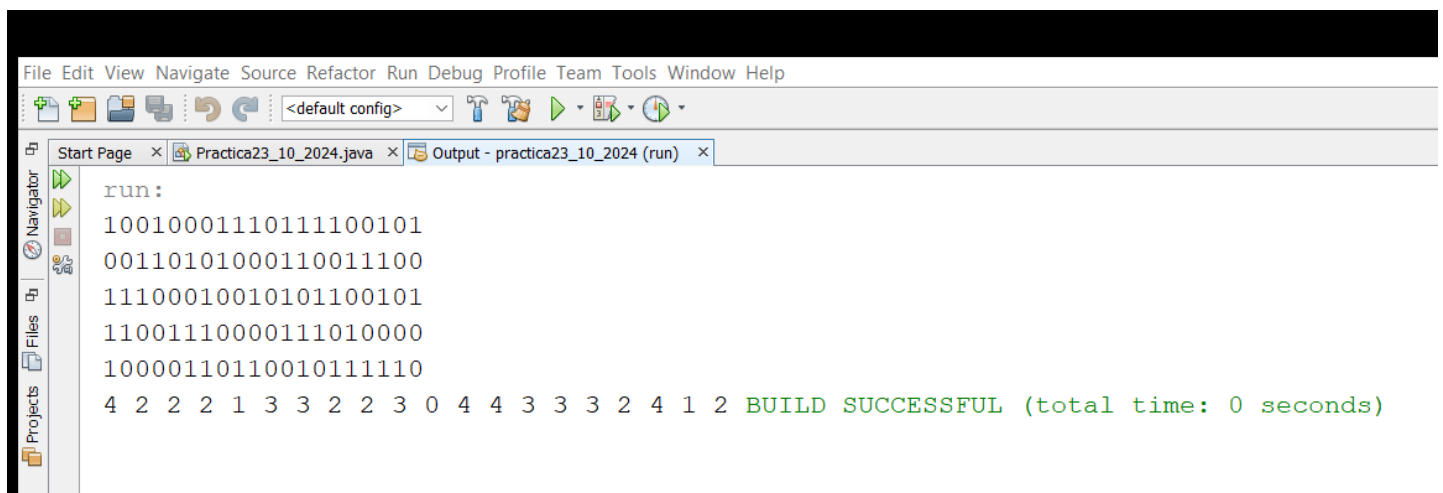 File Edit View Navigate Source Refactor Run Debug Profile Team Tools Window Help
<default config>
Start Page Practica23_10_2024.java Output - practica23_10_2024 (run)
Navigator
Files
Projects
run:
10010001110111100101
00110101000110011100
11100010010101100101
11001110000111010000
10000110110010111110
4 2 2 2 1 3 3 2 2 3 0 4 4 3 3 3 2 4 1 2 BUILD SUCCESSFUL (total time: 0 seconds)